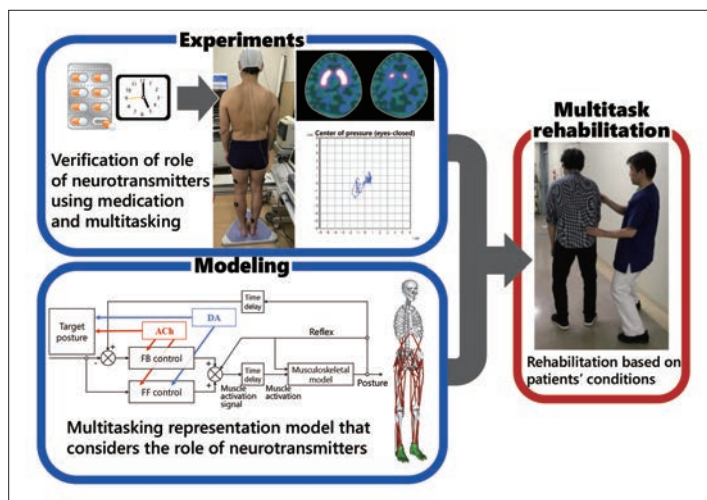 Experiments
Center of pressure (eyes-closed)
Verification of role
of neurotransmitters
using medication
and multitasking
Modeling
Target
posture
ACh
DA
Time
delay
Reflex
FB control
FF control
Time
delay
Musculoskeletal
model
Posture
Muscle
activation
signal
Muscle
activation
+
-
+
+
Multitasking representation model that
considers the role of neurotransmitters
Multitask
rehabilitation
Rehabilitation based on
patients' conditions